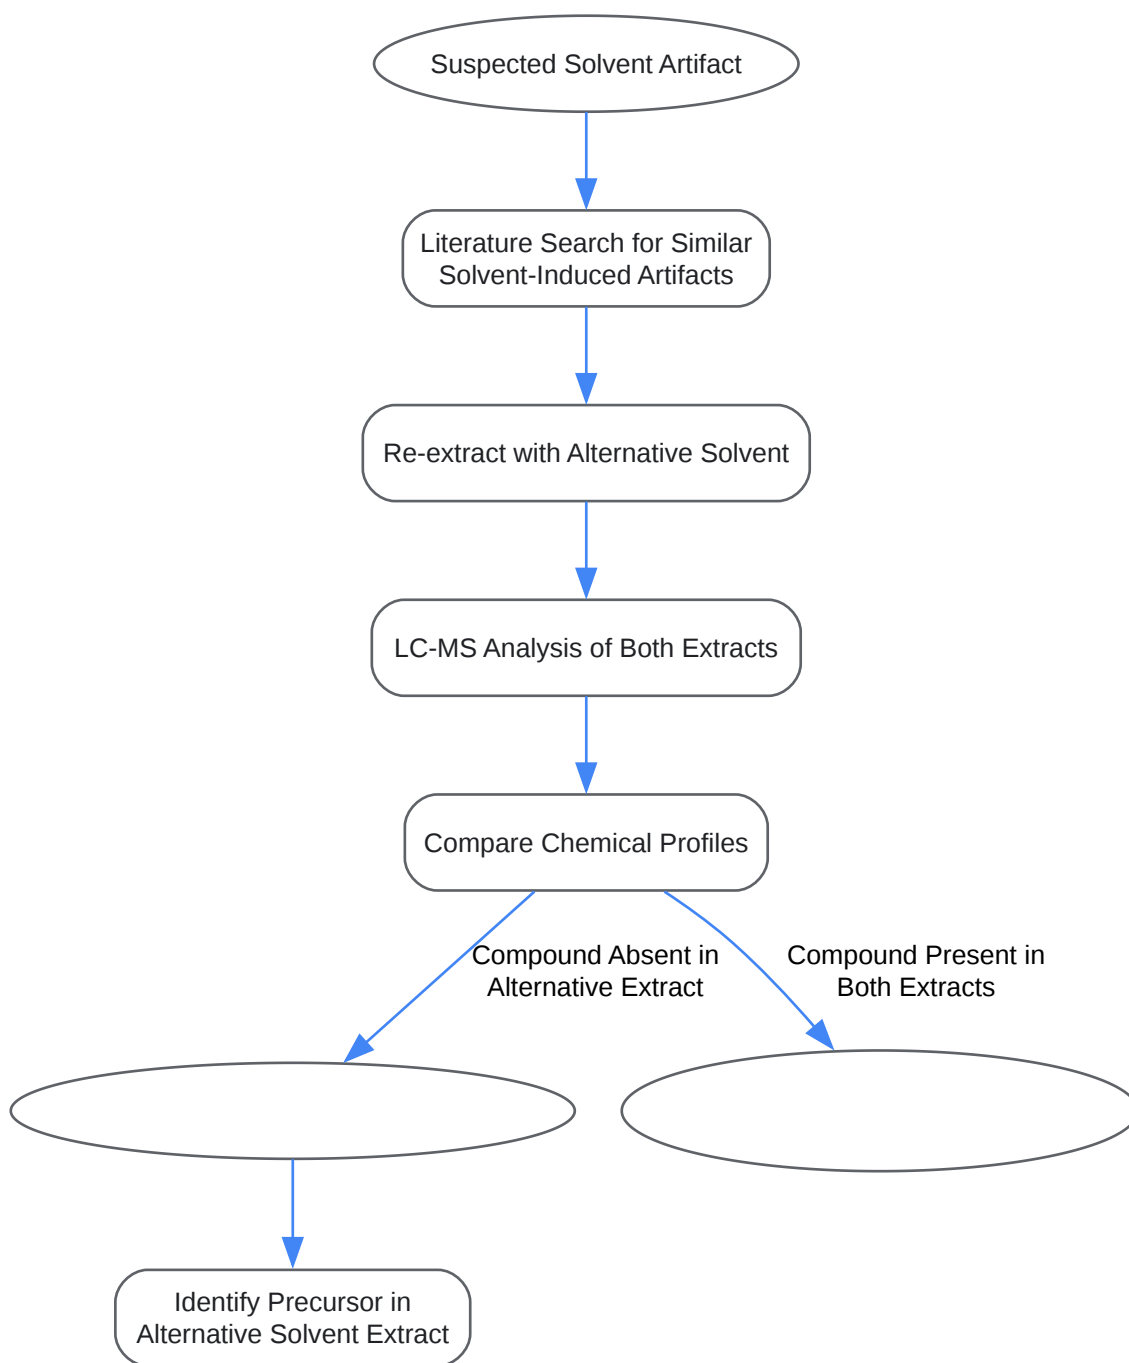 Suspected Solvent Artifact
Literature Search for Similar
Solvent-Induced Artifacts
Re-extract with Alternative Solvent
LC-MS Analysis of Both Extracts
Compare Chemical Profiles
Compound Absent in
Alternative Extract
Compound Present in
Both Extracts
Identify Precursor in
Alternative Solvent Extract